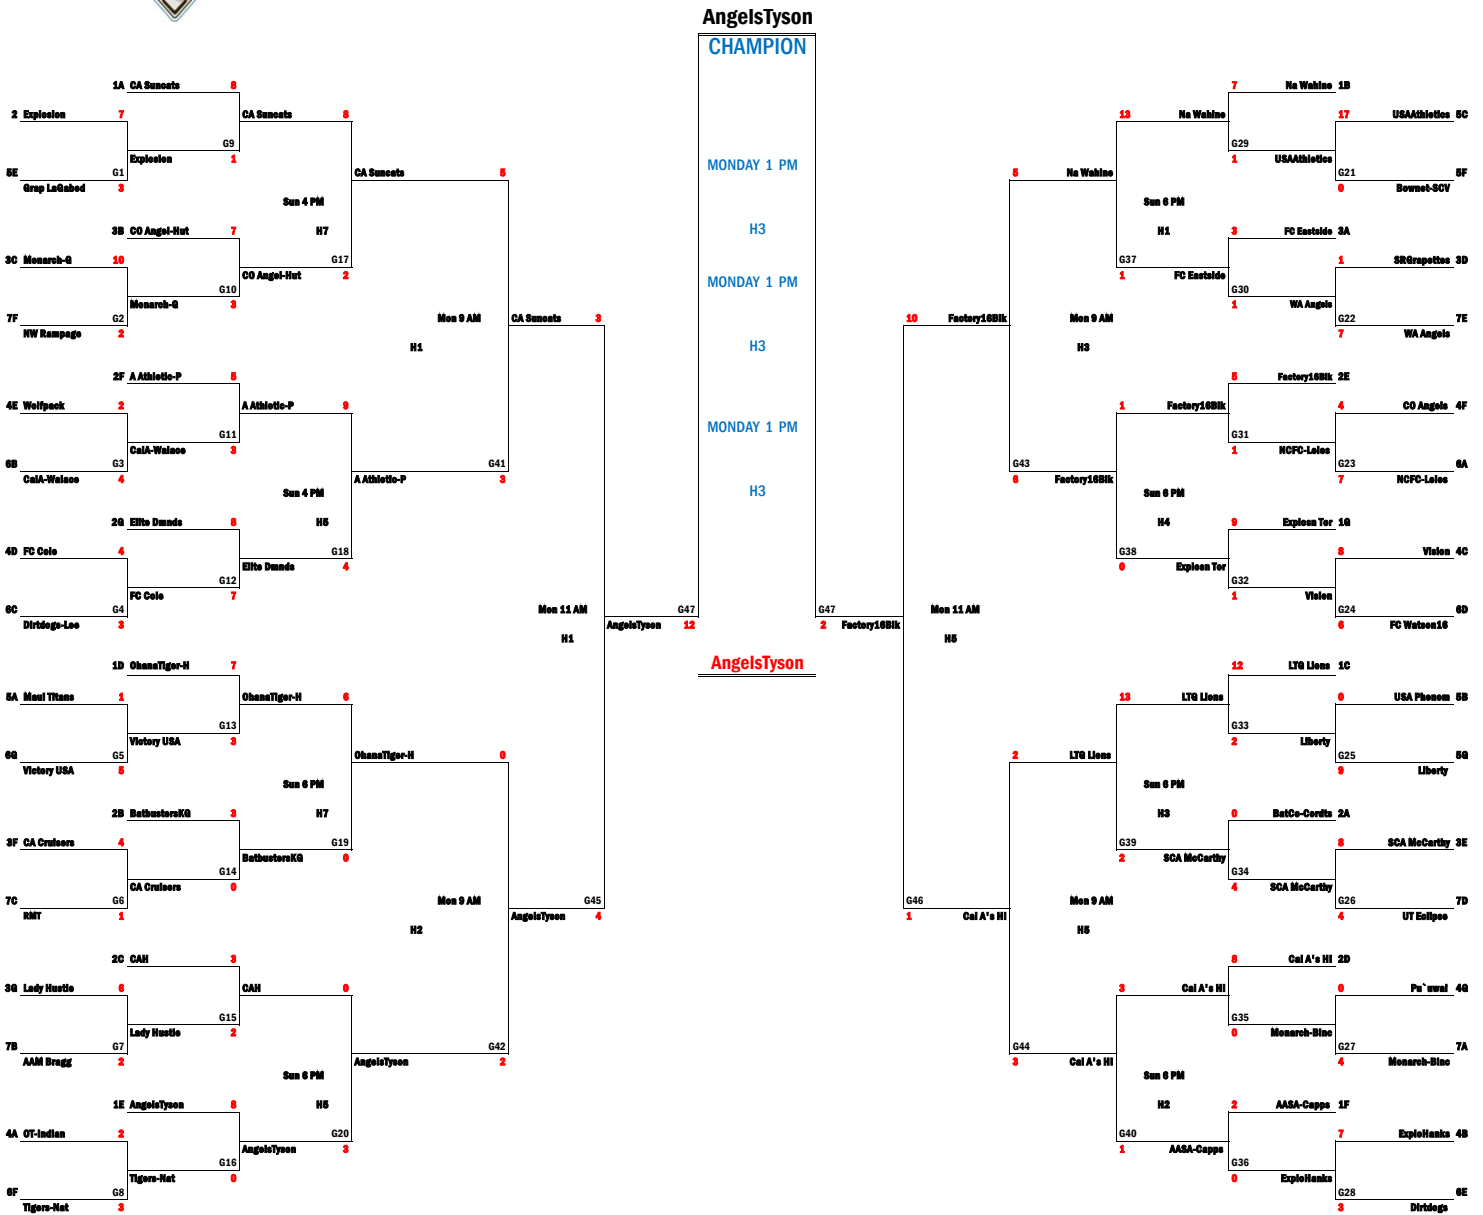 AngelsTyson
CHAMPION
MONDAY 1 PM
H3
MONDAY 1 PM
H3
MONDAY 1 PM
H3
AngelsTyson
1A CA Suncats 8
2 Explosion 7
CA Suncats 8
G9
Explosion 1
5E G1
Grap LaGabod 3
CA Suncats 5
Sun 4 PM
3B CO Angel-Hut 7
H7
3C Monarch-G 10
G17
CO Angel-Hut 2
G10
Monarch-G 3
7F G2
NW Rampage 2
Mon 9 AM
CA Suncats 3
H1
2F A Athletic-P 5
4E Wolfpack 2
A Athletic-P 9
G11
CalA-Walace 3
6B G3
CalA-Walace 4
G41
A Athletic-P 3
Sun 4 PM
2G Elite Dmnds 8
H5
4D FC Cole 4
G18
Elite Dmnds 4
G12
FC Cole 7
6C G4
Dirtdogs-Lee 3
Mon 11 AM
G47
AngelsTyson 12
H1
1D OhanaTiger-H 7
5A Maui Titans 1
OhanaTiger-H 6
G13
Victory USA 3
6G G5
Victory USA 5
OhanaTiger-H 0
Sun 6 PM
2B BatbustersKG 3
H7
3F CA Cruisers 4
G19
BatbustersKG 0
G14
CA Cruisers 0
7C G6
RMT 1
Mon 9 AM
G45
AngelsTyson 4
H2
2C CAH 3
3G Lady Hustle 6
CAH 0
G15
Lady Hustle 2
7B G7
AAM Bragg 2
G42
AngelsTyson 2
Sun 6 PM
1E AngelsTyson 8
H5
4A OT-Indian 2
G20
AngelsTyson 3
G16
Tigers-Nat 0
6F G8
Tigers-Nat 3
7 Na Wahine 1B
13 Na Wahine
17 USAAthletics 5C
G29
1 USAAthletics
G21 5F
0 Bownet-SCV
5 Na Wahine
Sun 6 PM
H1
3 FC Eastside 3A
G37
1 FC Eastside
1 SRGrapettes 3D
G30
1 WA Angels
G22 7E
7 WA Angels
10 Factory16Blk
Mon 9 AM
H3
5 Factory16Blk 2E
1 Factory16Blk
4 CO Angels 4F
G31
1 NCFC-Leles
G23 6A
7 NCFC-Leles
G43
6 Factory16Blk
Sun 6 PM
H4
9 Explosn Tor 1G
G38
0 Explosn Tor
8 Vision 4C
G32
1 Vision
G24 6D
6 FC Watson16
G47
2 Factory16Blk
Mon 11 AM
H5
12 LTG Lions 1C
13 LTG Lions
0 USA Phenom 5B
G33
2 Liberty
G25 5G
9 Liberty
2 LTG Lions
Sun 6 PM
H3
0 BatCo-Cordts 2A
G39
2 SCA McCarthy
8 SCA McCarthy 3E
G34
4 SCA McCarthy
G26 7D
4 UT Eclipse
G46
1 Cal A's Hi
Mon 9 AM
H5
8 Cal A's Hi 2D
3 Cal A's Hi
0 Pu`uwai 4G
G35
0 Monarch-Blnc
G27 7A
4 Monarch-Blnc
G44
3 Cal A's Hi
Sun 6 PM
H2
2 AASA-Capps 1F
G40
1 AASA-Capps
7 ExploHanks 4B
G36
0 ExploHanks
G28 6E
3 Dirtdogs